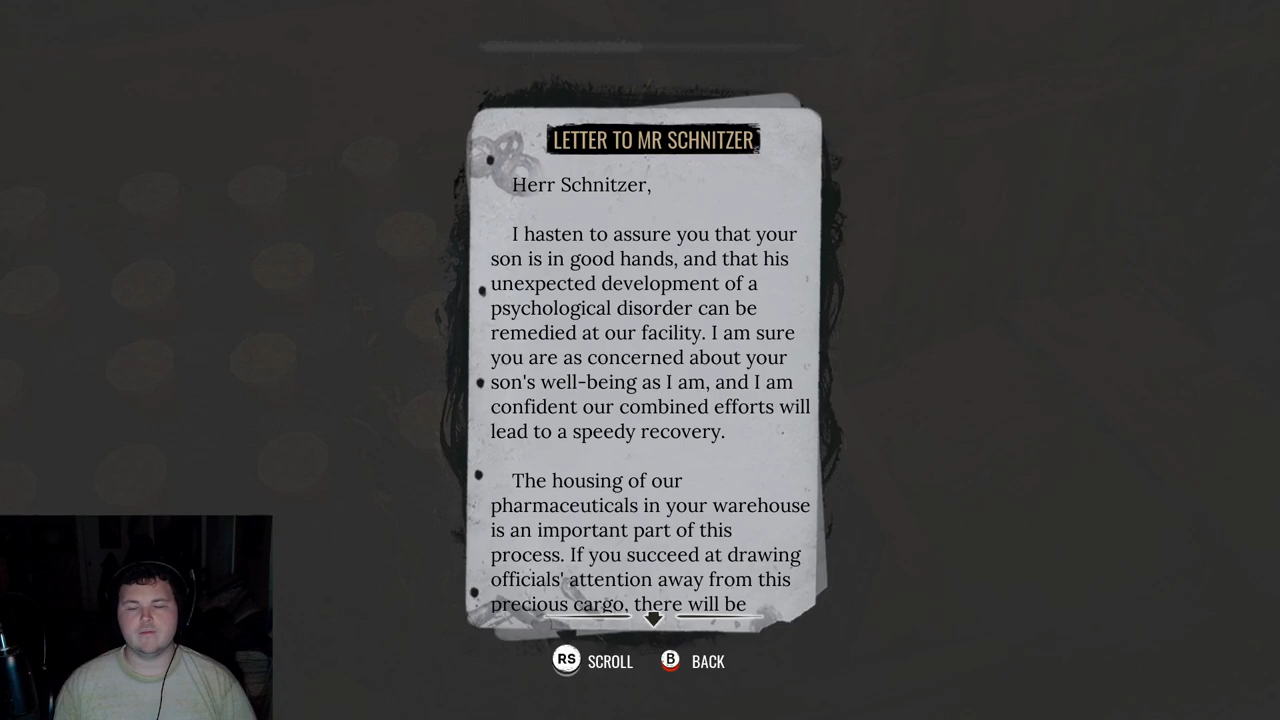 LETTER TO MR SCHNITZER
Herr Schnitzer,
I hasten to assure you that your
son is in good hands, and that his
unexpected development of a
psychological disorder can be
remedied at our facility. I am sure
you are as concerned about your
son's well-being as I am, and I am
confident our combined efforts will
lead to a speedy recovery.
The housing of our
pharmaceuticals in your warehouse
is an important part of this
process. If you succeed at drawing
officials' attention away from this
precious cargo, there will be
RS SCROLL B BACK